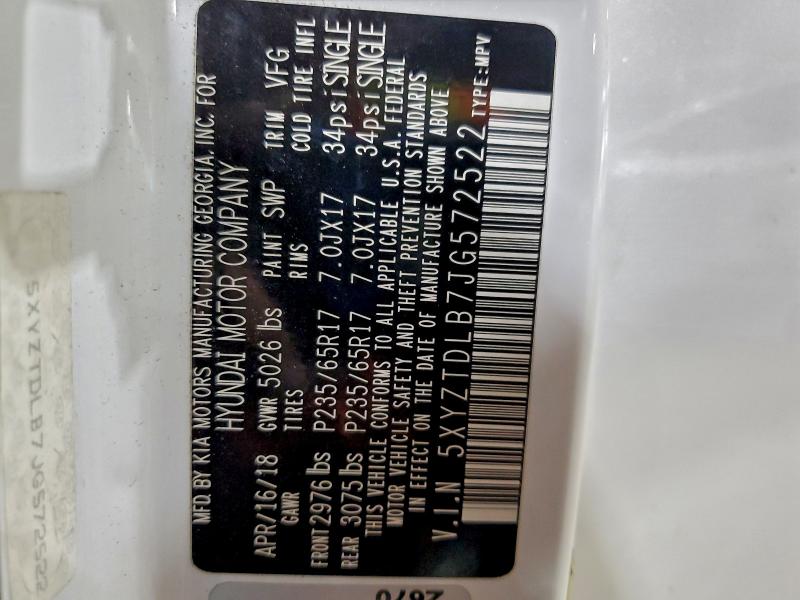 MFD. BY KIA MOTORS MANUFACTURING GEORGIA, INC. FOR
HYUNDAI MOTOR COMPANY
APR/16/18 GVWR 5026 lbs PAINT SWP TRIM VFG
GAWR TIRES RIMS COLD TIRE INFL
FRONT 2976 lbs P235/65R17 7.0JX17 34psi SINGLE
REAR 3075 lbs P235/65R17 7.0JX17 34psi SINGLE
THIS VEHICLE CONFORMS TO ALL APPLICABLE U.S.A. FEDERAL
MOTOR VEHICLE SAFETY AND THEFT PREVENTION STANDARDS
IN EFFECT ON THE DATE OF MANUFACTURE SHOWN ABOVE
V.I.N 5XYZTDLB7JG572522 TYPE:MPV
5XYZTDLB7JG572522
2670